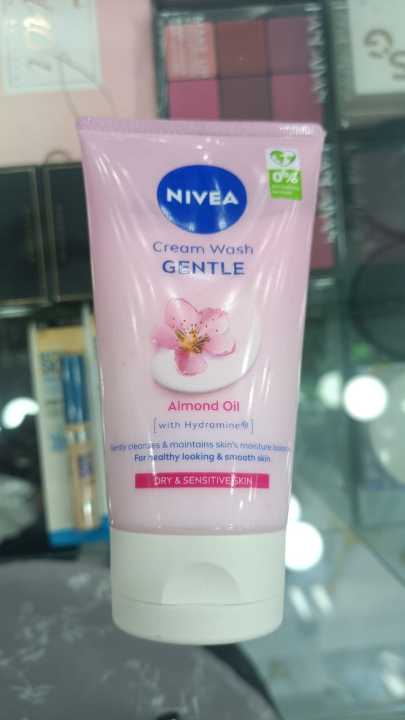 NIVEA
0%
Cream Wash
GENTLE
Almond Oil
[with Hydramine]
Gently cleanses & maintains skin's moisture balance
For healthy looking & smooth skin
DRY & SENSITIVE SKIN